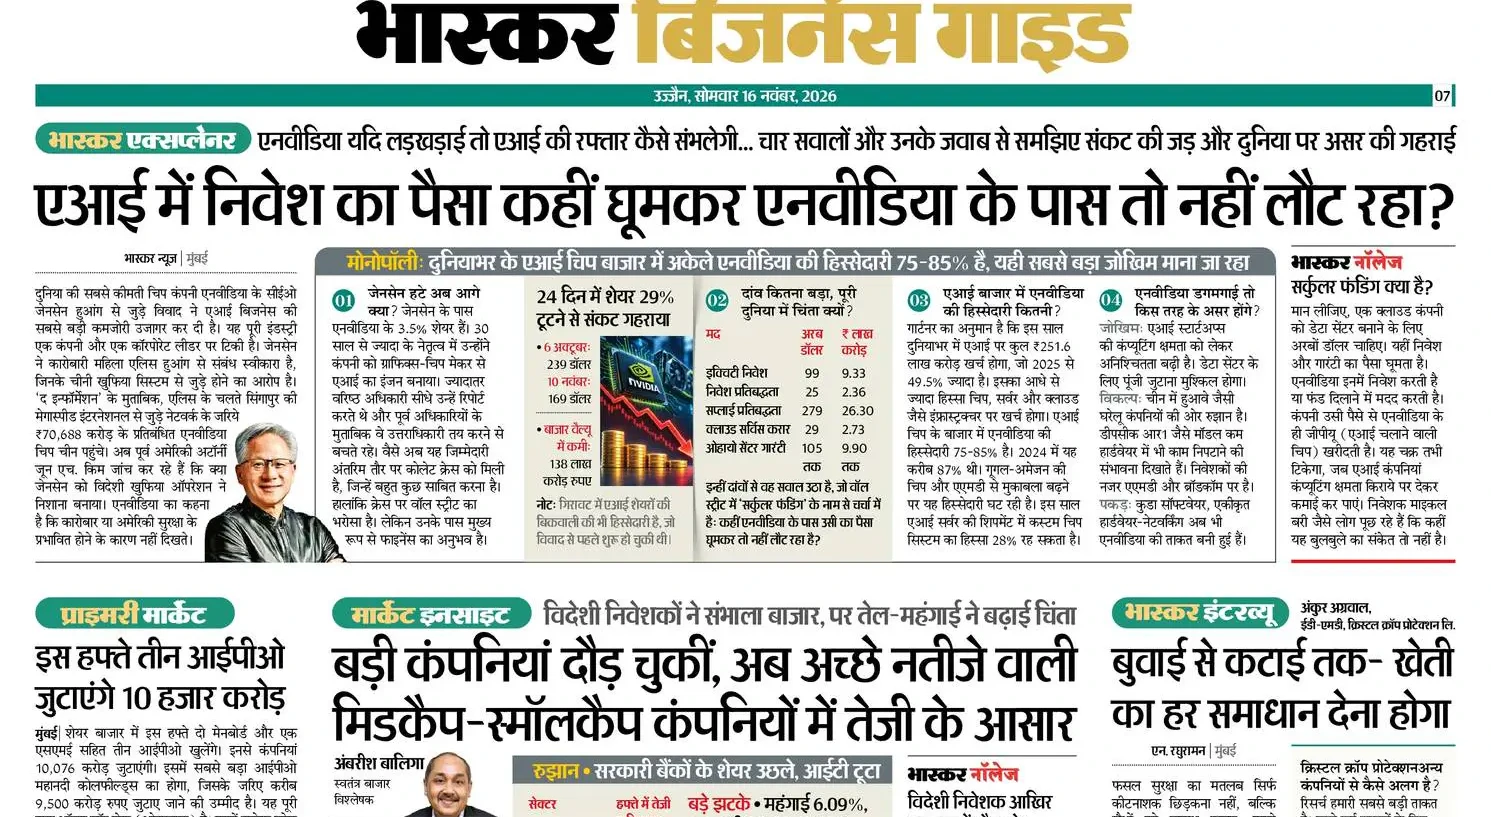 भास्कर बिजनेस गाइड
उज्जैन, सोमवार 16 नवंबर, 2026
07
भास्कर एक्सप्लेनर
एनवीडिया यदि लड़खड़ाई तो एआई की रफ्तार कैसे संभलेगी... चार सवालों और उनके जवाब से समझिए संकट की जड़ और दुनिया पर असर की गहराई
एआई में निवेश का पैसा कहीं घूमकर एनवीडिया के पास तो नहीं लौट रहा?
भास्कर न्यूज | मुंबई
दुनिया की सबसे कीमती चिप कंपनी एनवीडिया के सीईओ
जेनसन हुआंग से जुड़े विवाद ने एआई बिजनेस की
सबसे बड़ी कमजोरी उजागर कर दी है। यह पूरी इंडस्ट्री
एक कंपनी और एक कॉरपोरेट लीडर पर टिकी है। जेनसन
ने कारोबारी महिला एलिस हुआंग से संबंध स्वीकारा है,
जिनके चीनी खुफिया सिस्टम से जुड़े होने का आरोप है।
'द इन्फॉर्मेशन' के मुताबिक, एलिस के चलते सिंगापुर की
मेगास्पीड इंटरनेशनल से जुड़े नेटवर्क के जरिये
₹70,688 करोड़ के प्रतिबंधित एनवीडिया
चिप चीन पहुंचे। अब पूर्व अमेरिकी अटॉर्नी
जून एच. किम जांच कर रहे हैं कि क्या
जेनसन को विदेशी खुफिया ऑपरेशन ने
निशाना बनाया। एनवीडिया का कहना
है कि कारोबार या अमेरिकी सुरक्षा के
प्रभावित होने के कारण नहीं दिखते।
मोनोपॉली: दुनियाभर के एआई चिप बाजार में अकेले एनवीडिया की हिस्सेदारी 75-85% है, यही सबसे बड़ा जोखिम माना जा रहा
01 जेनसन हटे अब आगे
क्या? जेनसन के पास
एनवीडिया के 3.5% शेयर हैं। 30
साल से ज्यादा के नेतृत्व में उन्होंने
कंपनी को ग्राफिक्स-चिप मेकर से
एआई का इंजन बनाया। ज्यादातर
वरिष्ठ अधिकारी सीधे उन्हें रिपोर्ट
करते थे और पूर्व अधिकारियों के
मुताबिक वे उत्तराधिकारी तय करने से
बचते रहे। वैसे अब यह जिम्मेदारी
अंतरिम तौर पर कोलेट क्रेस को मिली
है, जिन्हें बहुत कुछ साबित करना है।
हालांकि क्रेस पर वॉल स्ट्रीट का
भरोसा है। लेकिन उनके पास मुख्य
रूप से फाइनेंस का अनुभव है।
24 दिन में शेयर 29%
टूटने से संकट गहराया
• 6 अक्टूबर:
239 डॉलर
10 नवंबर:
169 डॉलर
• बाजार वैल्यू
में कमी:
138 लाख
करोड़ रुपए
NVIDIA
नोट: गिरावट में एआई शेयरों की
बिकवाली की भी हिस्सेदारी है, जो
विवाद से पहले शुरू हो चुकी थी।
02 दांव कितना बड़ा, पूरी
दुनिया में चिंता क्यों?
मद अरब डॉलर ₹ लाख करोड़
इक्विटी निवेश 99 9.33
निवेश प्रतिबद्धता 25 2.36
सप्लाई प्रतिबद्धता 279 26.30
क्लाउड सर्विस करार 29 2.73
ओहायो सेंटर गारंटी 105 तक 9.90 तक
इन्हीं दांवों से वह सवाल उठा है, जो वॉल
स्ट्रीट में 'सर्कुलर फंडिंग' के नाम से चर्चा में
है: कहीं एनवीडिया के पास उसी का पैसा
घूमकर तो नहीं लौट रहा है?
03 एआई बाजार में एनवीडिया
की हिस्सेदारी कितनी?
गार्टनर का अनुमान है कि इस साल
दुनियाभर में एआई पर कुल ₹251.6
लाख करोड़ खर्च होगा, जो 2025 से
49.5% ज्यादा है। इसका आधे से
ज्यादा हिस्सा चिप, सर्वर और क्लाउड
जैसे इंफ्रास्ट्रक्चर पर खर्च होगा। एआई
चिप के बाजार में एनवीडिया की
हिस्सेदारी 75-85% है। 2024 में यह
करीब 87% थी। गूगल-अमेजन की
चिप और एएमडी से मुकाबला बढ़ने
पर यह हिस्सेदारी घट रही है। इस साल
एआई सर्वर की शिपमेंट में कस्टम चिप
सिस्टम का हिस्सा 28% रह सकता है।
04 एनवीडिया डगमगाई तो
किस तरह के असर होंगे?
जोखिम: एआई स्टार्टअप्स
की कंप्यूटिंग क्षमता को लेकर
अनिश्चितता बढ़ी है। डेटा सेंटर के
लिए पूंजी जुटाना मुश्किल होगा।
विकल्प: चीन में हुआवे जैसी
घरेलू कंपनियों की ओर रुझान है।
डीपसीक आर1 जैसे मॉडल कम
हार्डवेयर में भी काम निपटाने की
संभावना दिखाते हैं। निवेशकों की
नजर एएमडी और ब्रॉडकॉम पर है।
पकड़: कुडा सॉफ्टवेयर, एकीकृत
हार्डवेयर-नेटवर्किंग अब भी
एनवीडिया की ताकत बनी हुई हैं।
भास्कर नॉलेज
सर्कुलर फंडिंग क्या है?
मान लीजिए, एक क्लाउड कंपनी
को डेटा सेंटर बनाने के लिए
अरबों डॉलर चाहिए। यहीं निवेश
और गारंटी का पैसा घूमता है।
एनवीडिया इनमें निवेश करती है
या फंड दिलाने में मदद करती है।
कंपनी उसी पैसे से एनवीडिया के
ही जीपीयू (एआई चलाने वाली
चिप) खरीदती है। यह चक्र तभी
टिकेगा, जब एआई कंपनियां
कंप्यूटिंग क्षमता किराये पर देकर
कमाई कर पाएं। निवेशक माइकल
बरी जैसे लोग पूछ रहे हैं कि कहीं
यह बुलबुले का संकेत तो नहीं है।
प्राइमरी मार्केट
इस हफ्ते तीन आईपीओ
जुटाएंगे 10 हजार करोड़
मुंबई| शेयर बाजार में इस हफ्ते दो मेनबोर्ड और एक
एसएमई सहित तीन आईपीओ खुलेंगे। इनसे कंपनियां
10,076 करोड़ जुटाएंगी। इसमें सबसे बड़ा आईपीओ
महानदी कोलफील्ड्स का होगा, जिसके जरिए करीब
9,500 करोड़ रुपए जुटाए जाने की उम्मीद है। यह पूरी
मार्केट इनसाइट
विदेशी निवेशकों ने संभाला बाजार, पर तेल-महंगाई ने बढ़ाई चिंता
बड़ी कंपनियां दौड़ चुकीं, अब अच्छे नतीजे वाली
मिडकैप-स्मॉलकैप कंपनियों में तेजी के आसार
अंबरीश बालिगा
स्वतंत्र बाजार
विश्लेषक
रुझान • सरकारी बैंकों के शेयर उछले, आईटी टूटा
सेक्टर हफ्ते में तेजी
बड़े झटके • महंगाई 6.09%,
भास्कर नॉलेज
विदेशी निवेशक आखिर
भास्कर इंटरव्यू
अंकुर अग्रवाल,
ईडी-एमडी, क्रिस्टल क्रॉप प्रोटेक्शन लि.
बुवाई से कटाई तक- खेती
का हर समाधान देना होगा
एन. रघुरामन | मुंबई
फसल सुरक्षा का मतलब सिर्फ
कीटनाशक छिड़कना नहीं, बल्कि
क्रिस्टल क्रॉप प्रोटेक्शनअन्य
कंपनियों से कैसे अलग है?
रिसर्च हमारी सबसे बड़ी ताकत